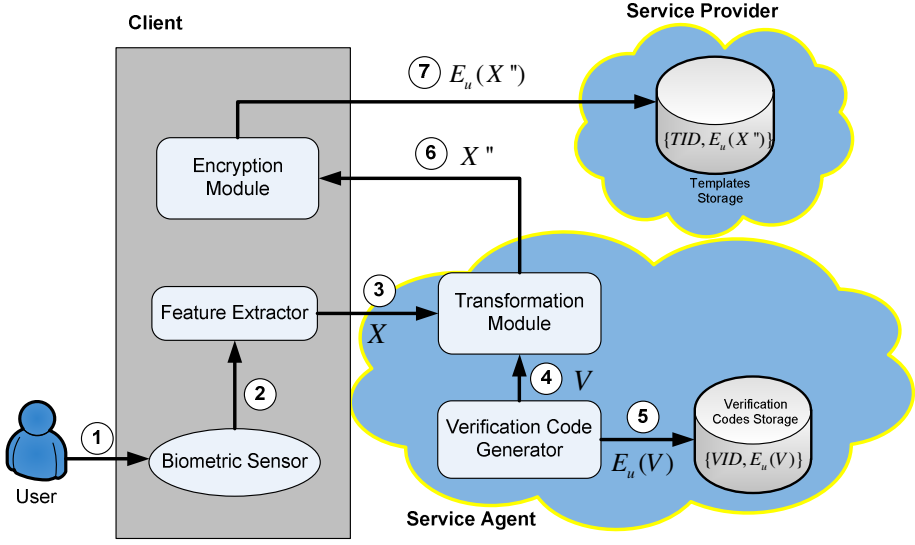 Service Provider
Client
7 E_u(X")
{TID, E_u(X")}
Templates
Storage
Encryption
Module
6 X"
3
X
Transformation
Module
Feature Extractor
2
4 V
5
E_u(V)
Verification
Codes Storage
{VID, E_u(V)}
Verification Code
Generator
1
Biometric Sensor
User
Service Agent